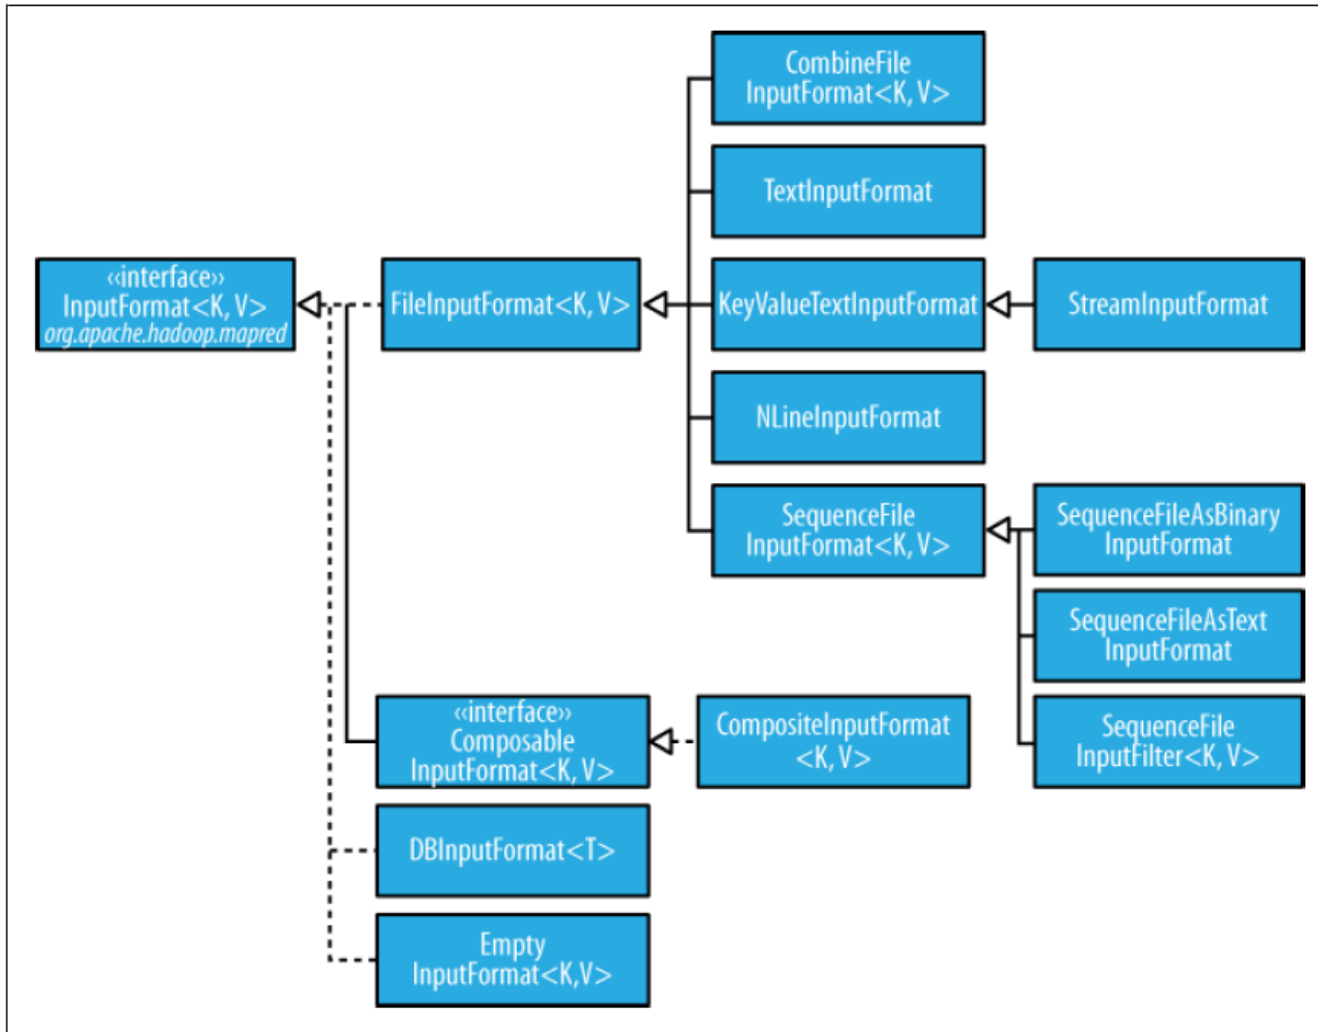 CombineFile
InputFormat<K, V>
TextInputFormat
«interface»
InputFormat<K, V>
org.apache.hadoop.mapred
FileInputFormat<K, V>
KeyValueTextInputFormat
StreamInputFormat
NLineInputFormat
SequenceFile
InputFormat<K, V>
SequenceFileAsBinary
InputFormat
SequenceFileAsText
InputFormat
«interface»
Composable
InputFormat<K, V>
CompositeInputFormat
<K, V>
SequenceFile
InputFilter<K, V>
DBInputFormat<T>
Empty
InputFormat<K,V>